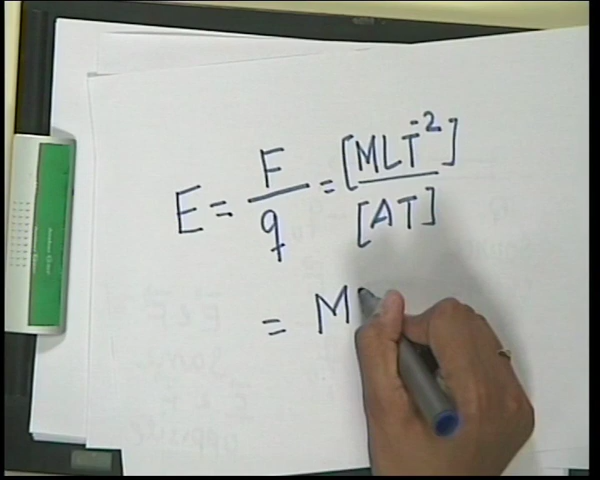 E = F/q = [MLT⁻²]/[AT]
= M